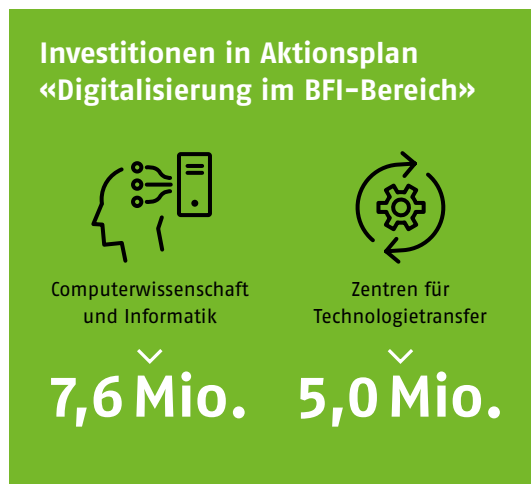 Investitionen in Aktionsplan
«Digitalisierung im BFI-Bereich»
Computerwissenschaft
und Informatik
7,6 Mio.
Zentren für
Technologietransfer
5,0 Mio.